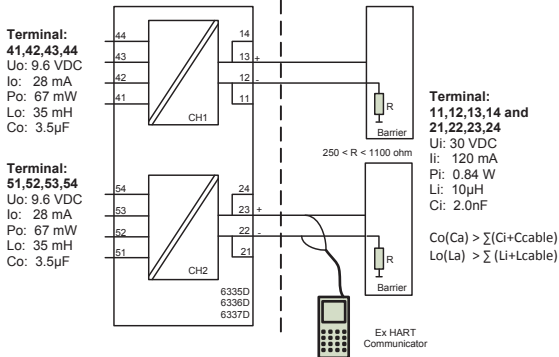 Terminal:
41,42,43,44
Uo: 9.6 VDC
Io: 28 mA
Po: 67 mW
Lo: 35 mH
Co: 3.5µF
Terminal:
51,52,53,54
Uo: 9.6 VDC
Io: 28 mA
Po: 67 mW
Lo: 35 mH
Co: 3.5µF
44
43
42
41
CH1
14
13 +
12 -
11
54
53
52
51
CH2
24
23 +
22 -
21
6335D
6336D
6337D
R
Barrier
250 < R < 1100 ohm
R
Barrier
Ex HART
Communicator
Terminal:
11,12,13,14 and
21,22,23,24
Ui: 30 VDC
Ii: 120 mA
Pi: 0.84 W
Li: 10µH
Ci: 2.0nF
Co(Ca) > ∑(Ci+Ccable)
Lo(La) > ∑ (Li+Lcable)